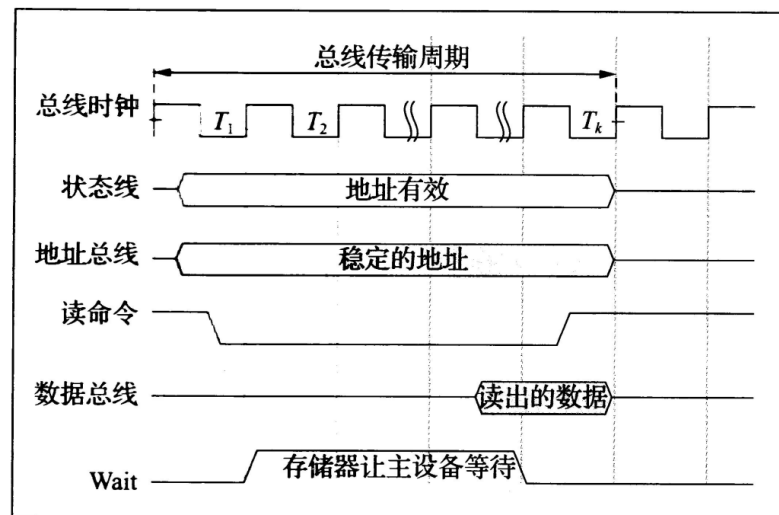 总线传输周期
总线时钟
T1
T2
Tk
状态线
地址有效
地址总线
稳定的地址
读命令
数据总线
读出的数据
Wait
存储器让主设备等待